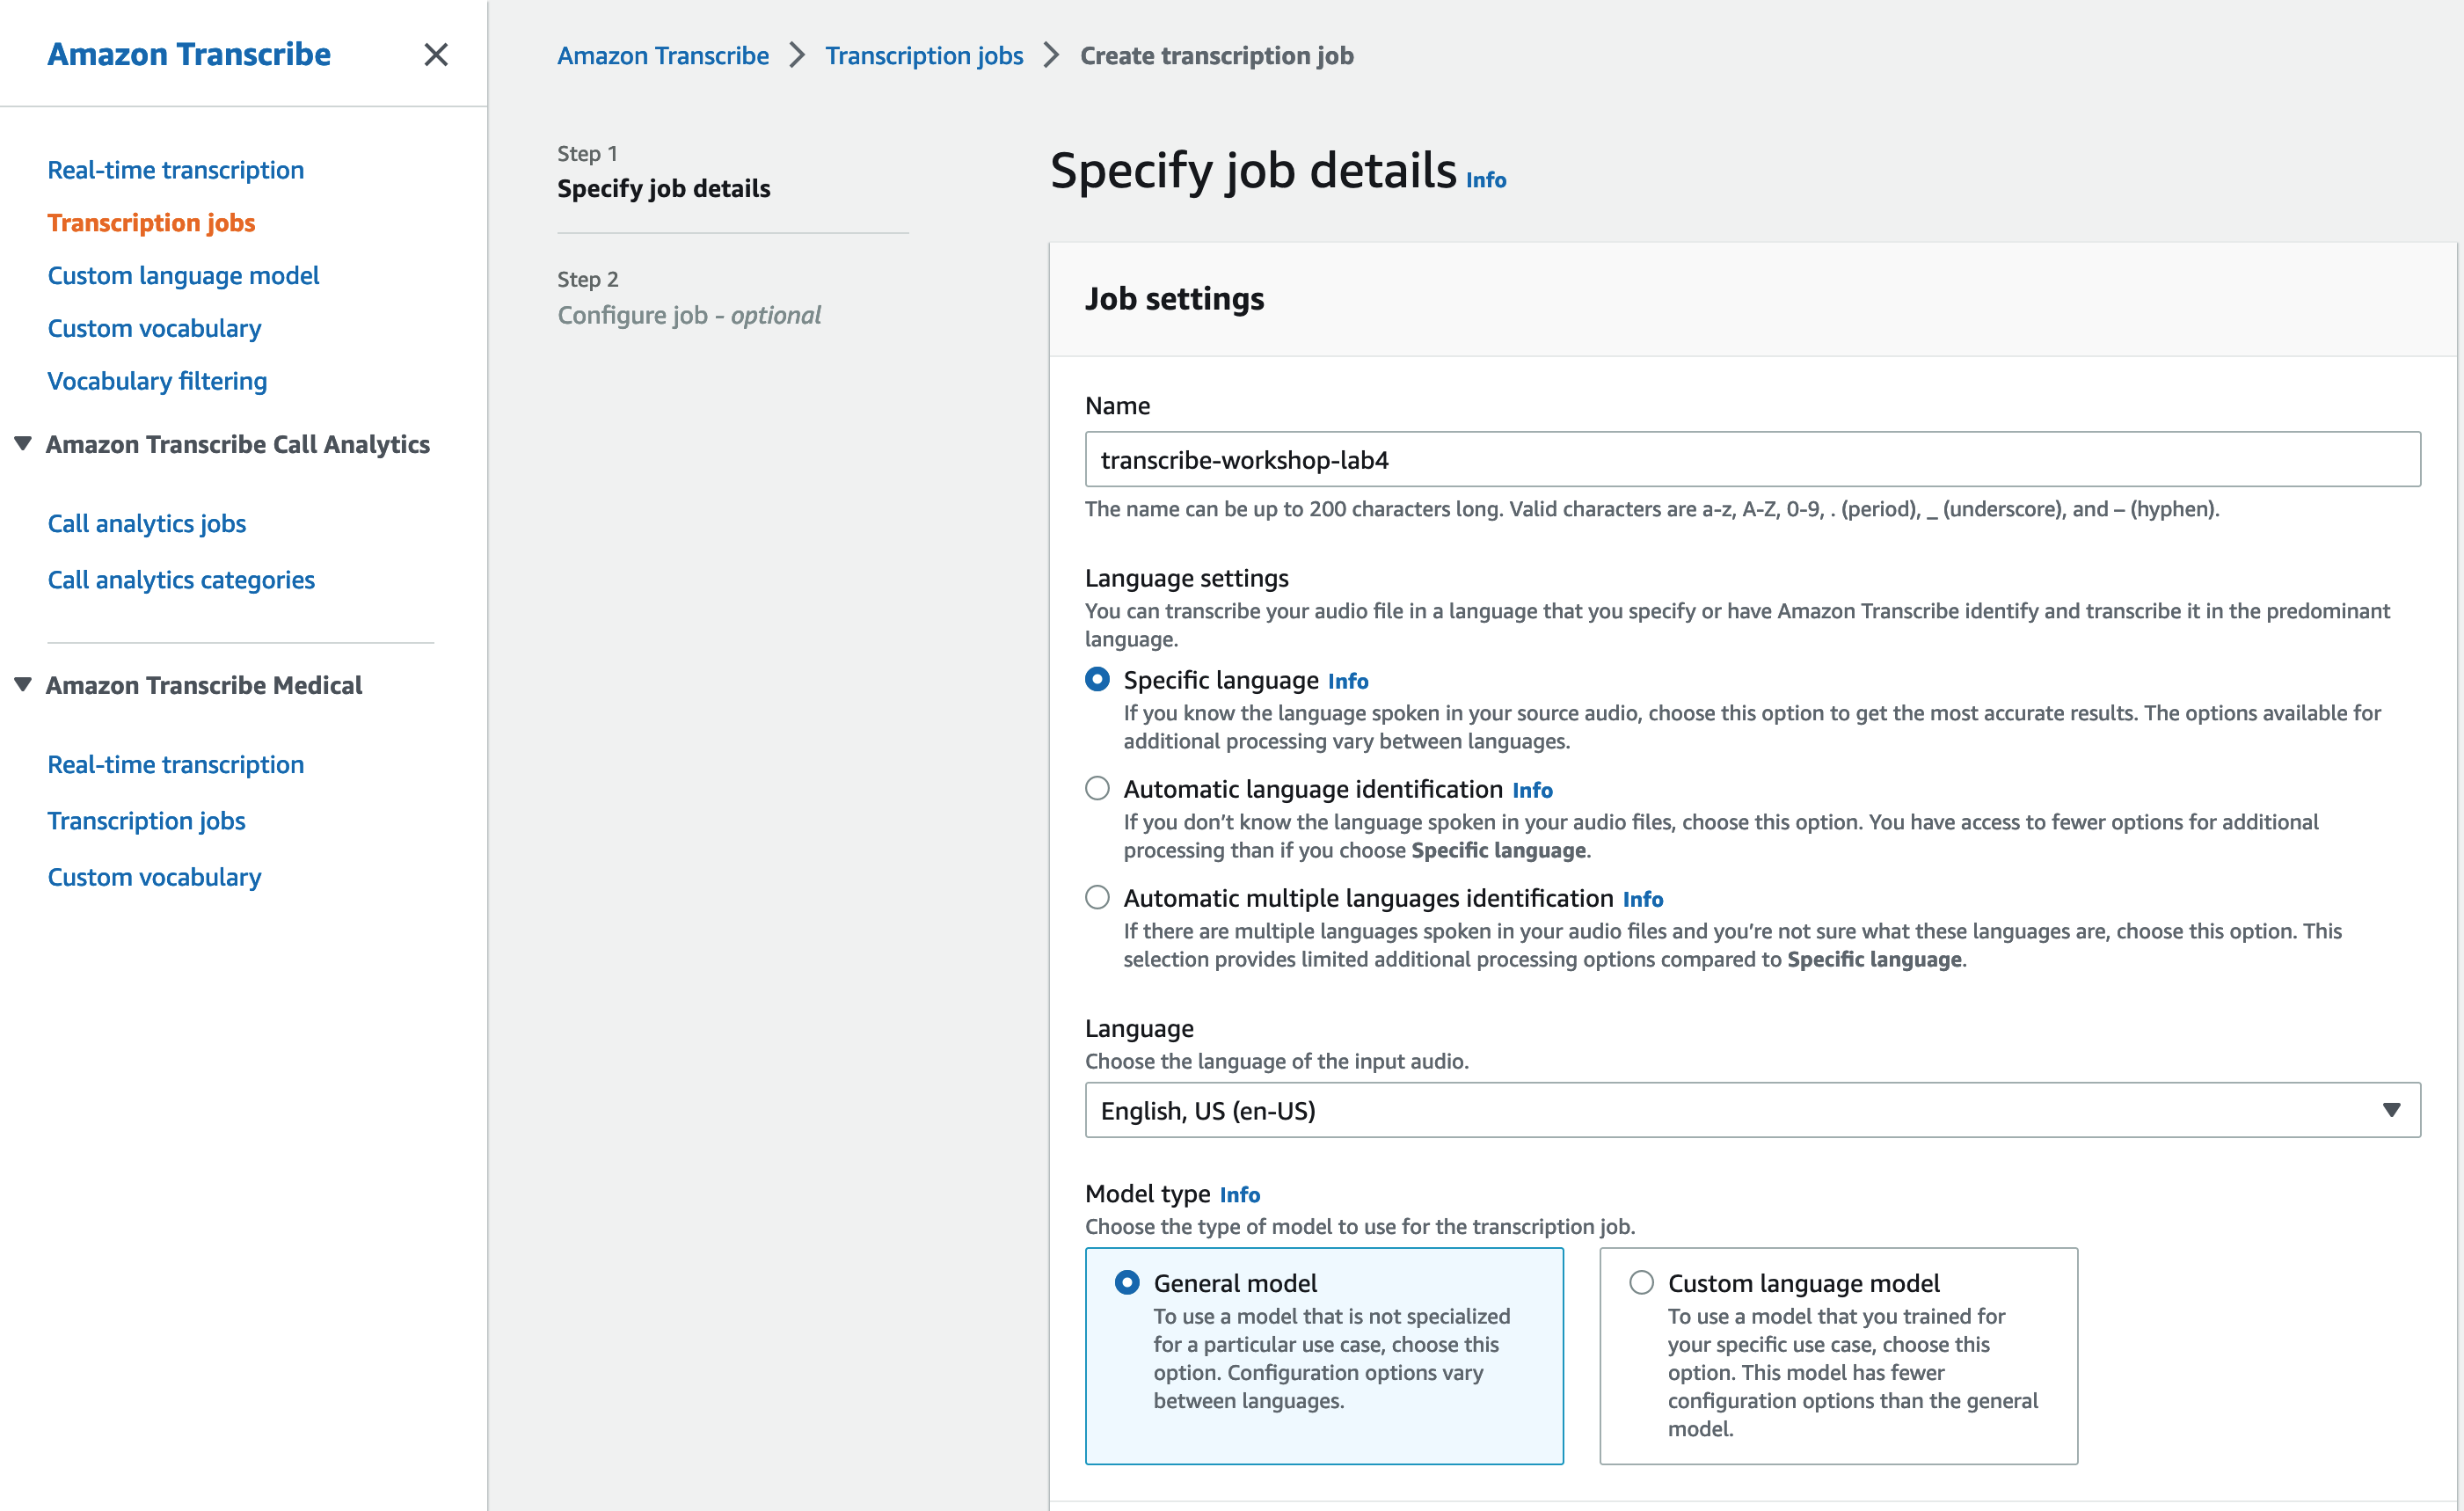 Amazon Transcribe
Real-time transcription
Transcription jobs
Custom language model
Custom vocabulary
Vocabulary filtering
Amazon Transcribe Call Analytics
Call analytics jobs
Call analytics categories
Amazon Transcribe Medical
Real-time transcription
Transcription jobs
Custom vocabulary
Amazon Transcribe > Transcription jobs > Create transcription job
Step 1
Specify job details
Step 2
Configure job - optional
Specify job details Info
Job settings
Name
transcribe-workshop-lab4
The name can be up to 200 characters long. Valid characters are a-z, A-Z, 0-9, . (period), _ (underscore), and – (hyphen).
Language settings
You can transcribe your audio file in a language that you specify or have Amazon Transcribe identify and transcribe it in the predominant
language.
Specific language Info
If you know the language spoken in your source audio, choose this option to get the most accurate results. The options available for
additional processing vary between languages.
Automatic language identification Info
If you don’t know the language spoken in your audio files, choose this option. You have access to fewer options for additional
processing than if you choose Specific language.
Automatic multiple languages identification Info
If there are multiple languages spoken in your audio files and you’re not sure what these languages are, choose this option. This
selection provides limited additional processing options compared to Specific language.
Language
Choose the language of the input audio.
English, US (en-US)
Model type Info
Choose the type of model to use for the transcription job.
General model
To use a model that is not specialized
for a particular use case, choose this
option. Configuration options vary
between languages.
Custom language model
To use a model that you trained for
your specific use case, choose this
option. This model has fewer
configuration options than the general
model.